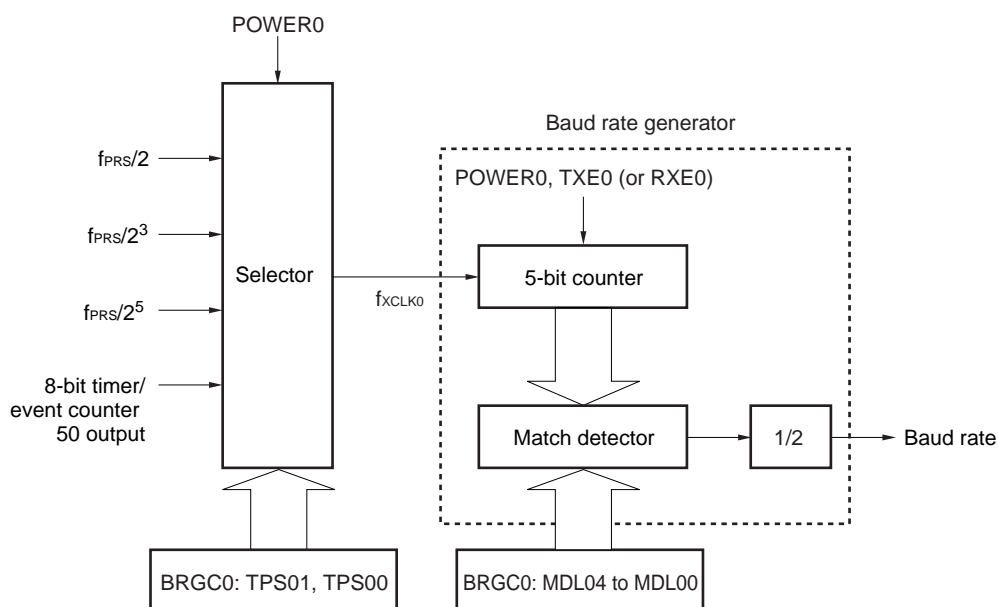 POWER0
Baud rate generator
fPRS/2
POWER0, TXE0 (or RXE0)
fPRS/2³
Selector
5-bit counter
fXCLK0
fPRS/2⁵
8-bit timer/
event counter
50 output
Match detector
1/2
Baud rate
BRGC0: TPS01, TPS00
BRGC0: MDL04 to MDL00